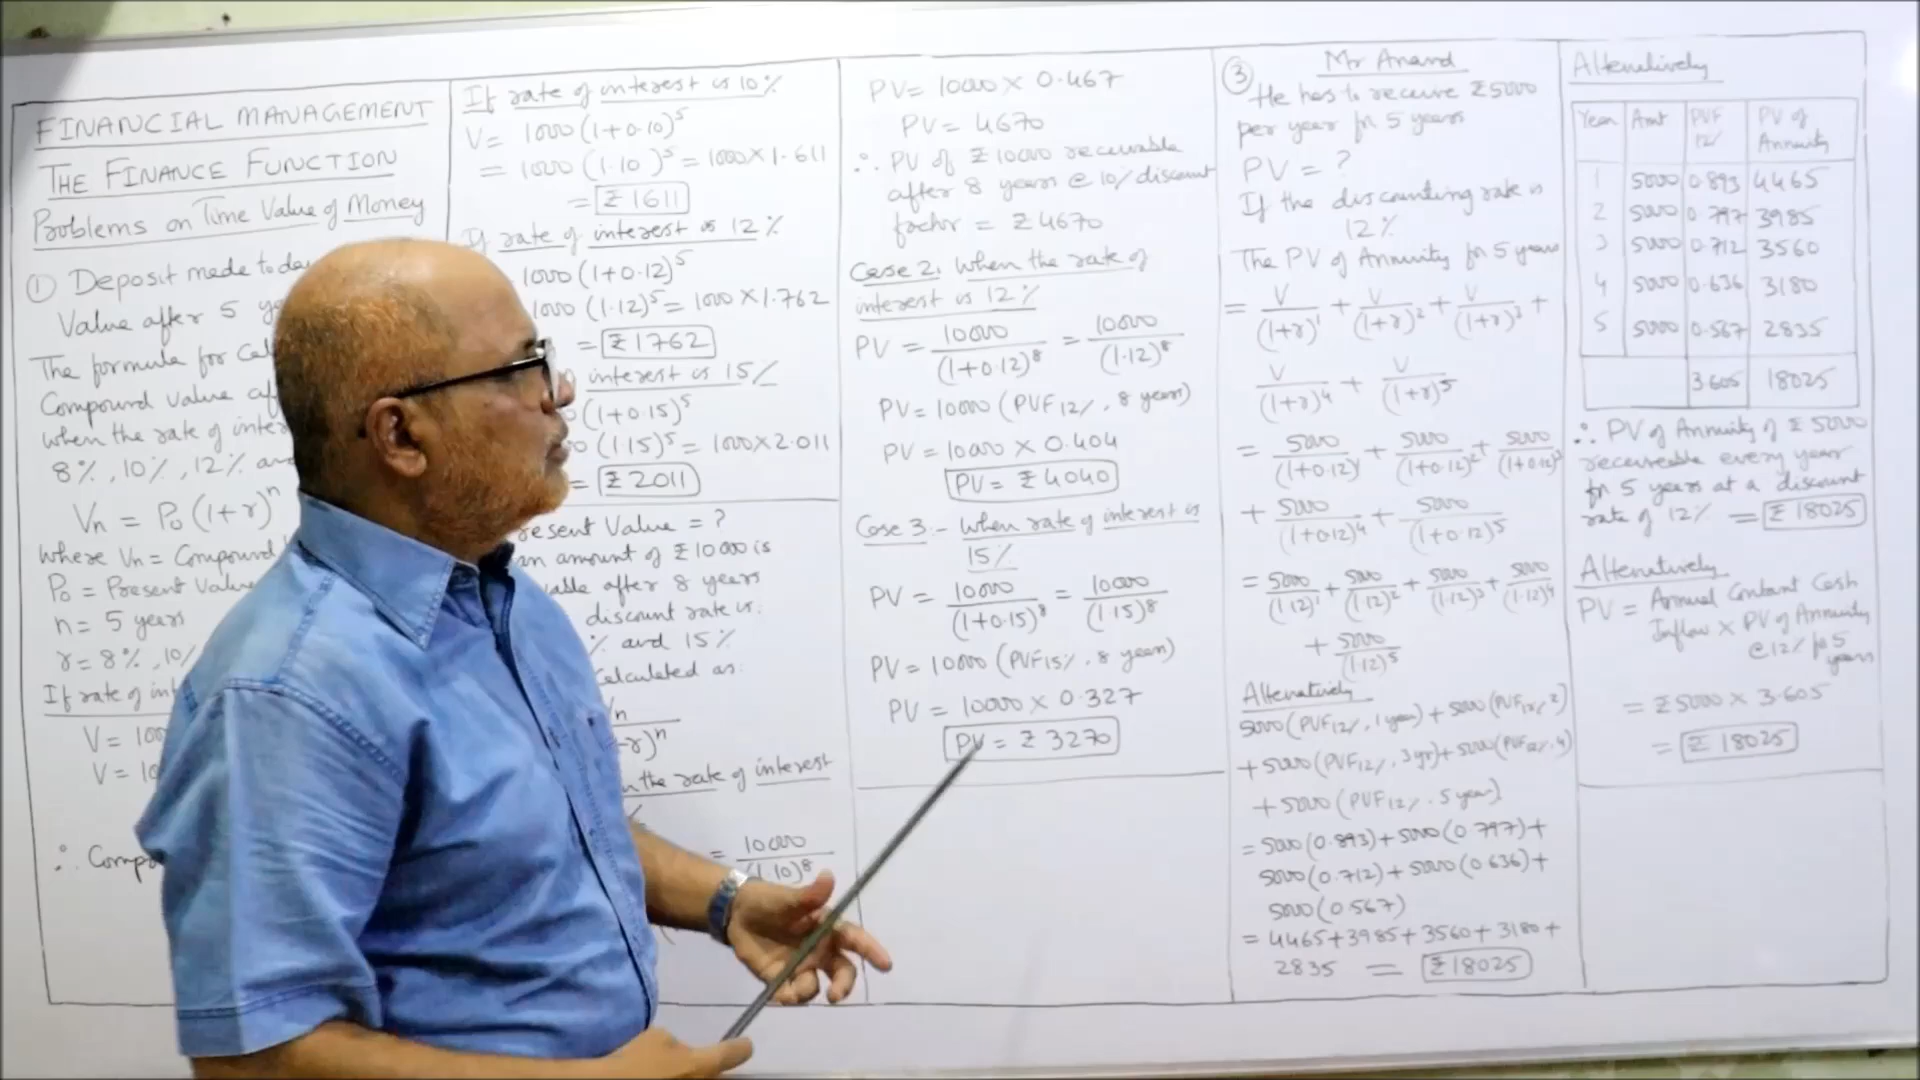 FINANCIAL MANAGEMENT
THE FINANCE FUNCTION
Problems on Time Value of Money
① Deposit made today
Value after 5
The formula for
Compound value
when the rate of
8%, 10%, 12%
Vn = Po (1+r)^n
where Vn = Compound
Po = Present Value
n = 5 years
r = 8%, 10%
If rate of
V =
V =
∴
If rate of interest is 10%
V = 1000 (1+0.10)^5
= 1000 (1.10)^5 = 1000 × 1.611
= ₹ 1611
If rate of interest is 12%
1000 (1+0.12)^5
1000 (1.12)^5 = 1000 × 1.762
= ₹ 1762
interest is 15%
(1+0.15)^5
(1.15)^5 = 1000 × 2.011
= ₹ 2011
Value = ?
an amount of ₹ 10000 is
after 8 years
discount rate is:
% and 15%
as:
the rate of interest
= 10000 / (1.10)^8
PV = 10000 × 0.467
PV = 4670
∴ PV of ₹ 10000 receivable
after 8 years @ 10% discount
factor = ₹ 4670
Case 2. When the rate of
interest is 12%
PV = 10000 / (1+0.12)^8 = 10000 / (1.12)^8
PV = 10000 (PVF 12%, 8 years)
PV = 10000 × 0.404
PV = ₹ 4040
Case 3:- When rate of interest is
15%
PV = 10000 / (1+0.15)^8 = 10000 / (1.15)^8
PV = 10000 (PVF 15%, 8 years)
PV = 10000 × 0.327
PV = ₹ 3270
③ Mr Anand
He has to receive ₹ 5000
per year for 5 years
PV = ?
If the discounting rate is
12%
The PV of Annuity for 5 years
= V / (1+r)^1 + V / (1+r)^2 + V / (1+r)^3 +
V / (1+r)^4 + V / (1+r)^5
= 5000 / (1+0.12)^1 + 5000 / (1+0.12)^2 + 5000 / (1+0.12)^3
+ 5000 / (1+0.12)^4 + 5000 / (1+0.12)^5
= 5000 / (1.12)^1 + 5000 / (1.12)^2 + 5000 / (1.12)^3 + 5000 / (1.12)^4
+ 5000 / (1.12)^5
Alternatively
5000 (PVF 12%, 1 year) + 5000 (PVF 12%, 2)
+ 5000 (PVF 12%, 3 yr) + 5000 (PVF 12%, 4)
+ 5000 (PVF 12%, 5 year)
= 5000 (0.893) + 5000 (0.797) +
5000 (0.712) + 5000 (0.636) +
5000 (0.567)
= 4465 + 3985 + 3560 + 3180 +
2835 = ₹ 18025
Alternatively
Year Amt PVF 12% PV of Annuity
1 5000 0.893 4465
2 5000 0.797 3985
3 5000 0.712 3560
4 5000 0.636 3180
5 5000 0.567 2835
3.605 18025
∴ PV of Annuity of ₹ 5000
receiveable every year
for 5 years at a discount
rate of 12% = ₹ 18025
Alternatively
PV = Annual Constant Cash
Inflow × PV of Annuity
@ 12% for 5
years
= ₹ 5000 × 3.605
= ₹ 18025